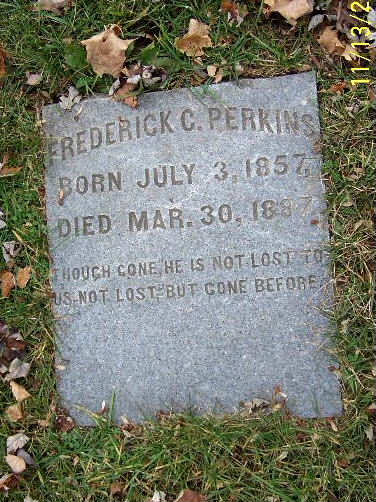 FREDERICK C. PERKINS
BORN JULY 3, 1857,
DIED MAR. 30, 1887.
THOUGH GONE, HE IS NOT LOST TO
US, NOT LOST, BUT GONE BEFORE.
11/13/2